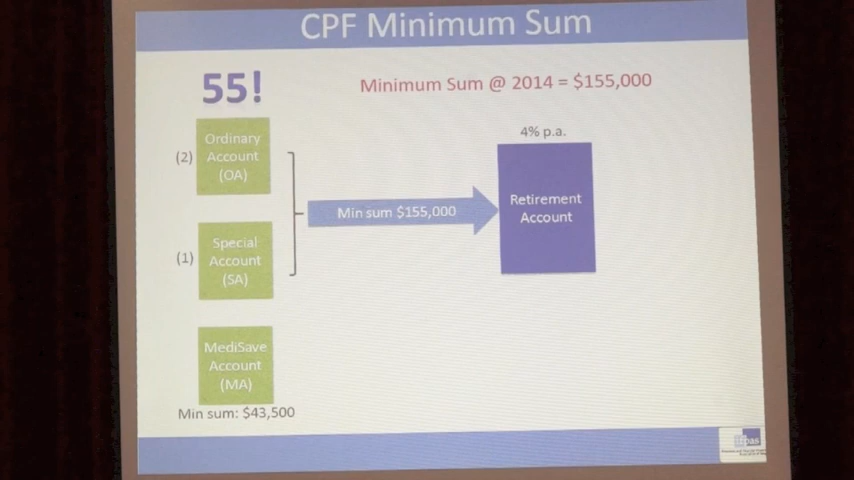 CPF Minimum Sum
55!
Minimum Sum @ 2014 = $155,000
(2)
Ordinary
Account
(OA)
(1)
Special
Account
(SA)
MediSave
Account
(MA)
Min sum: $43,500
Min sum $155,000
4% p.a.
Retirement
Account
ifpas